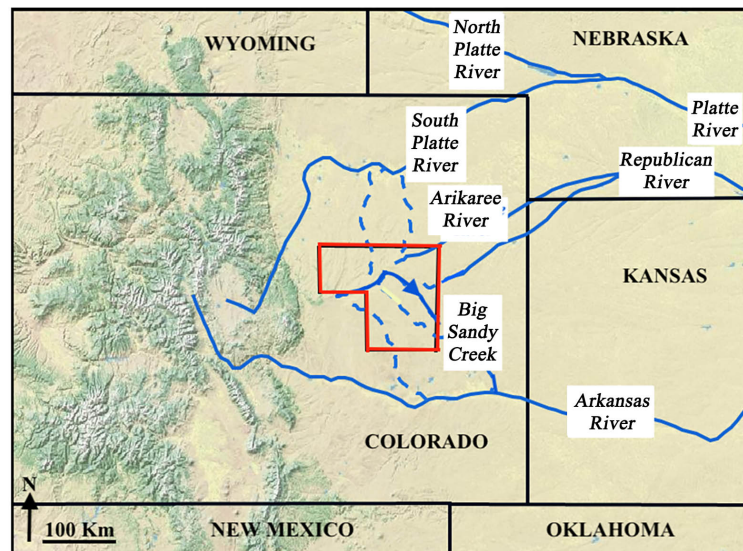 WYOMING
North
Platte
River
NEBRASKA
South
Platte
River
Platte
River
Republican
River
Arikaree
River
KANSAS
Big
Sandy
Creek
Arkansas
River
COLORADO
N
100 Km
NEW MEXICO
OKLAHOMA